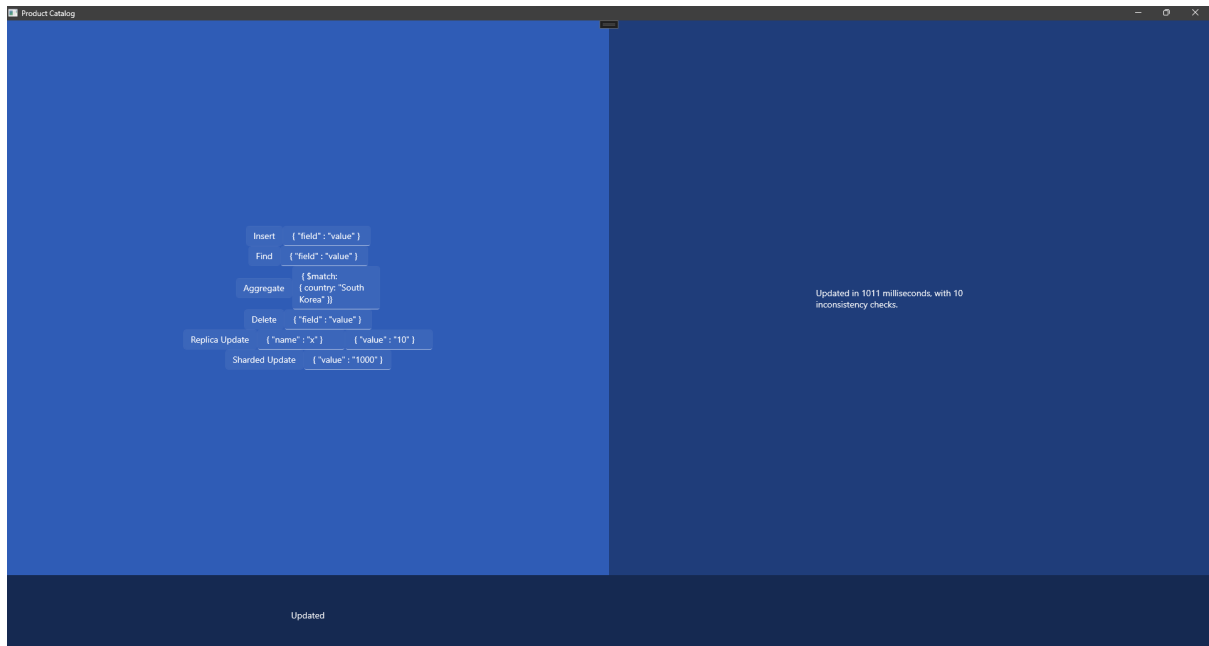 Product Catalog
Insert { "field" : "value" }
Find { "field" : "value" }
Aggregate
{ $match:
{ country: "South
Korea" }}
Delete { "field" : "value" }
Replica Update { "name" : "x" } { "value" : "10" }
Sharded Update { "value" : "1000" }
Updated in 1011 milliseconds, with 10
inconsistency checks.
Updated